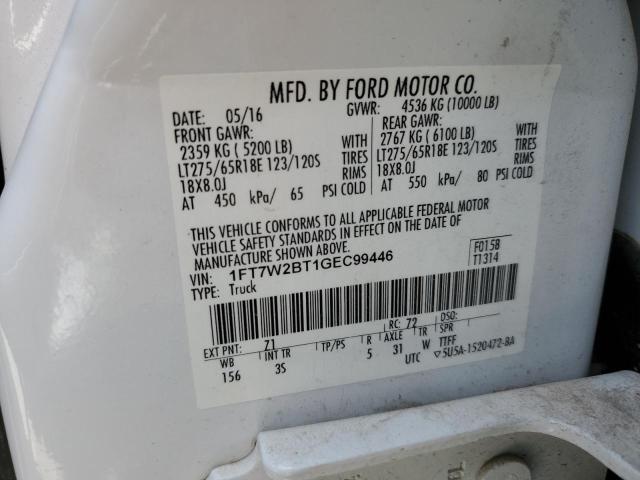 MFD. BY FORD MOTOR CO.
DATE: 05/16 GVWR: 4536 KG (10000 LB)
FRONT GAWR: REAR GAWR:
2359 KG ( 5200 LB) WITH 2767 KG ( 6100 LB) WITH
LT275/65R18E 123/120S TIRES LT275/65R18E 123/120S TIRES
18X8.0J RIMS 18X8.0J RIMS
AT 450 kPa/ 65 PSI COLD AT 550 kPa/ 80 PSI COLD
THIS VEHICLE CONFORMS TO ALL APPLICABLE FEDERAL MOTOR
VEHICLE SAFETY STANDARDS IN EFFECT ON THE DATE OF
MANUFACTURE SHOWN ABOVE.
VIN: 1FT7W2BT1GEC99446 F0158
TYPE: Truck T1314
EXT PNT: Z1 RC: 72 DSO:
WB INT TR TP/PS R AXLE TR SPR
156 3S 5 31 W TTFF
UTC ▽5U5A-1520472-BA